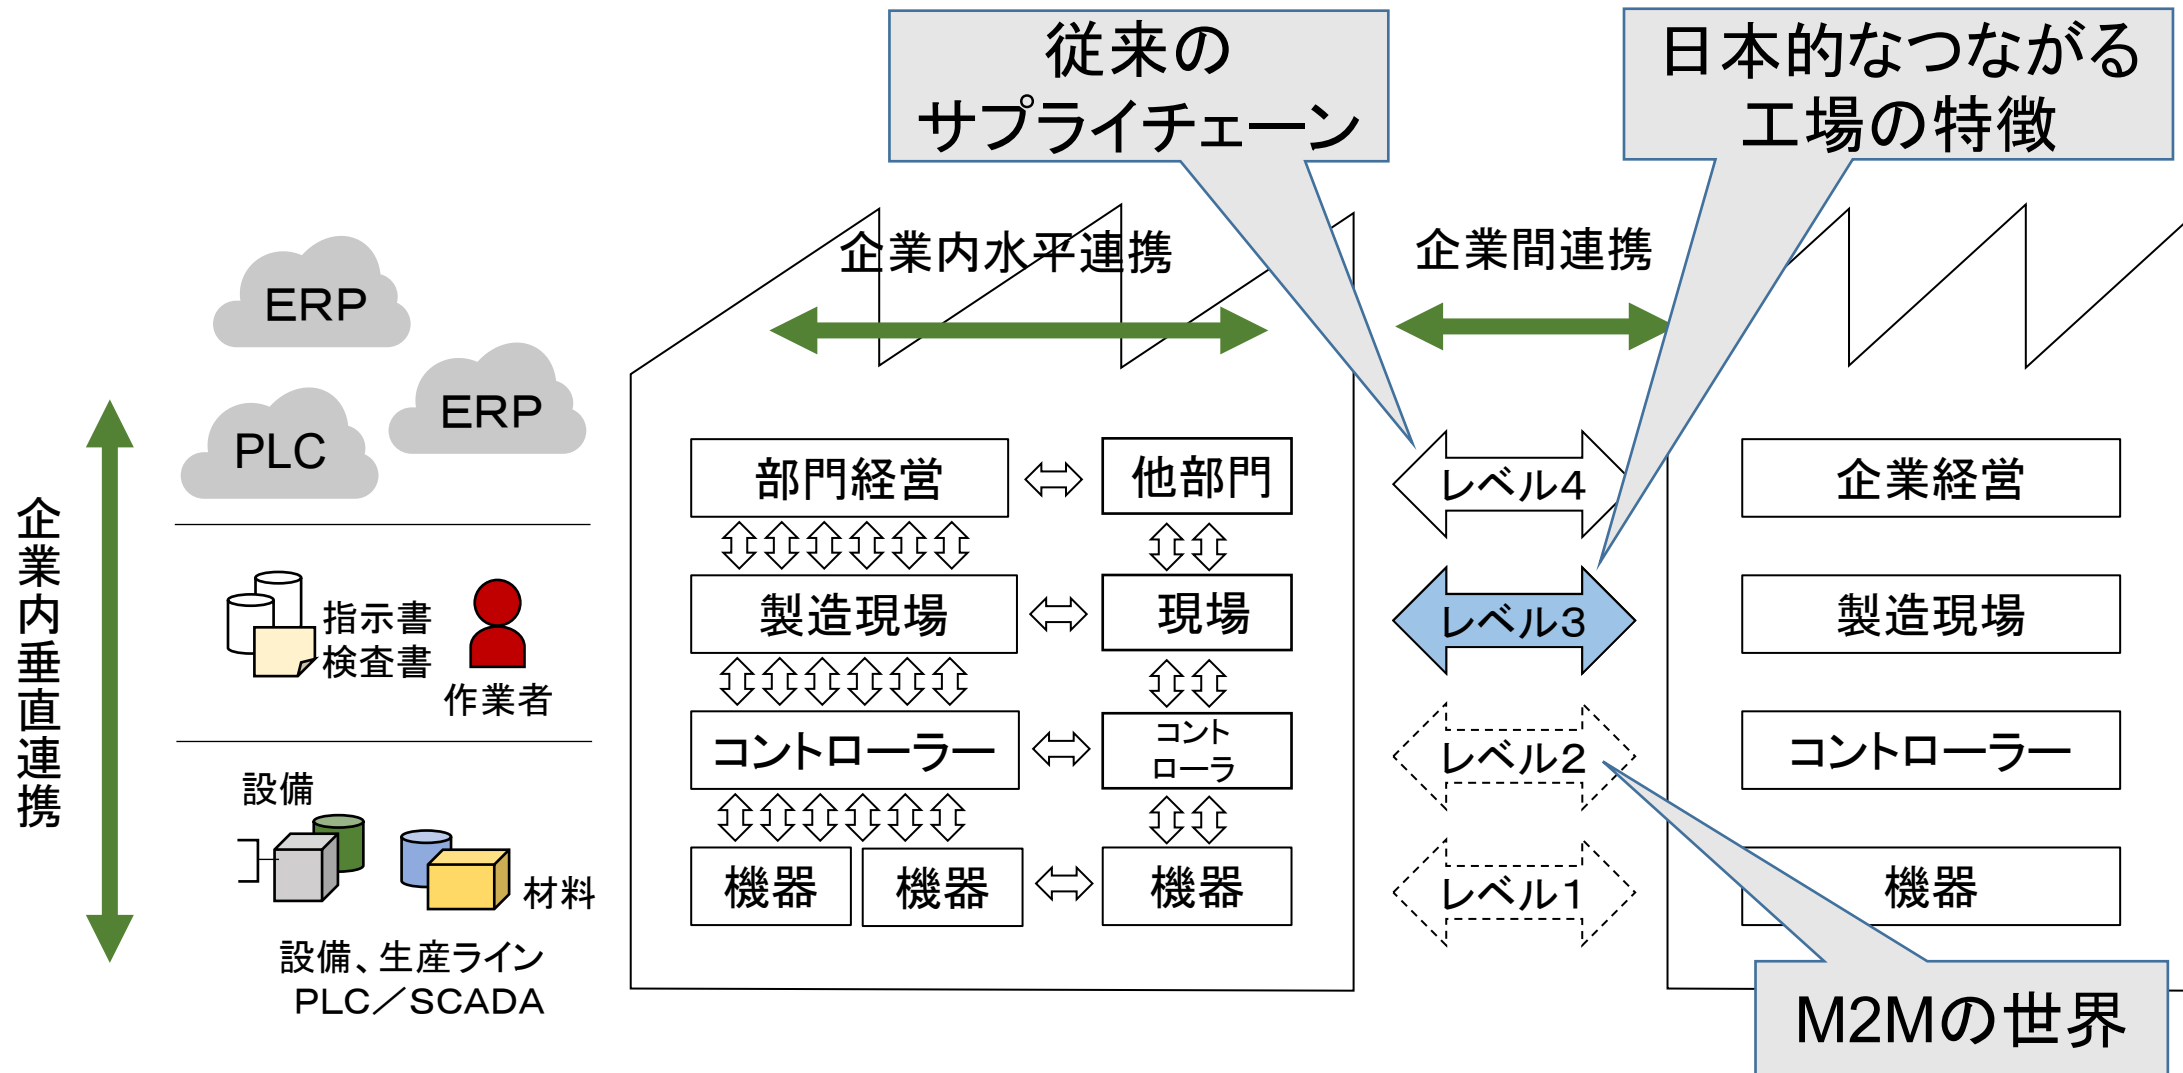 従来の
サプライチェーン
日本的なつながる
工場の特徴
企業内水平連携
企業間連携
ERP
ERP
PLC
企業内垂直連携
部門経営
他部門
レベル4
企業経営
指示書
検査書
作業者
製造現場
現場
レベル3
製造現場
コントローラー
コント
ローラ
レベル2
コントローラー
設備
材料
機器
機器
機器
レベル1
機器
設備、生産ライン
PLC／SCADA
M2Mの世界